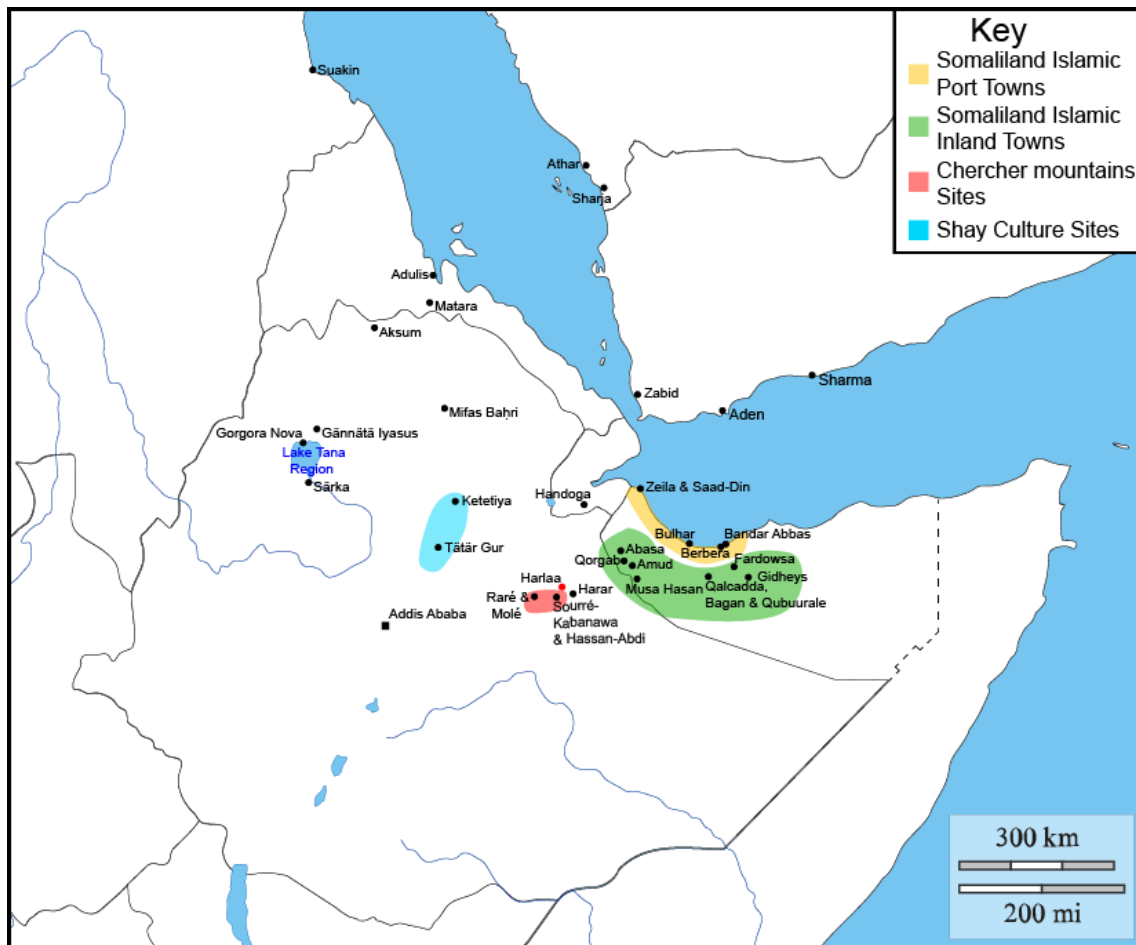 Key
Somaliland Islamic
Port Towns
Somaliland Islamic
Inland Towns
Chercher mountains
Sites
Shay Culture Sites
Suakin
Athar
Sharja
Adulis
Matara
Aksum
Sharma
Zabid
Aden
Mifas Baḥri
Gorgora Nova
Gännätä Iyasus
Lake Tana
Region
Särka
Zeila & Saad-Din
Handoga
Ketetiya
Bulhar
Bandar Abbas
Berbera
Tätär Gur
Abasa
Qorgab
Amud
Fardowsa
Gidheys
Harlaa
Musa Hasan
Qalcadda,
Bagan & Qubuurale
Harar
Raré &
Molé
Sourré-
Kabanawa
& Hassan-Abdi
Addis Ababa
300 km
200 mi